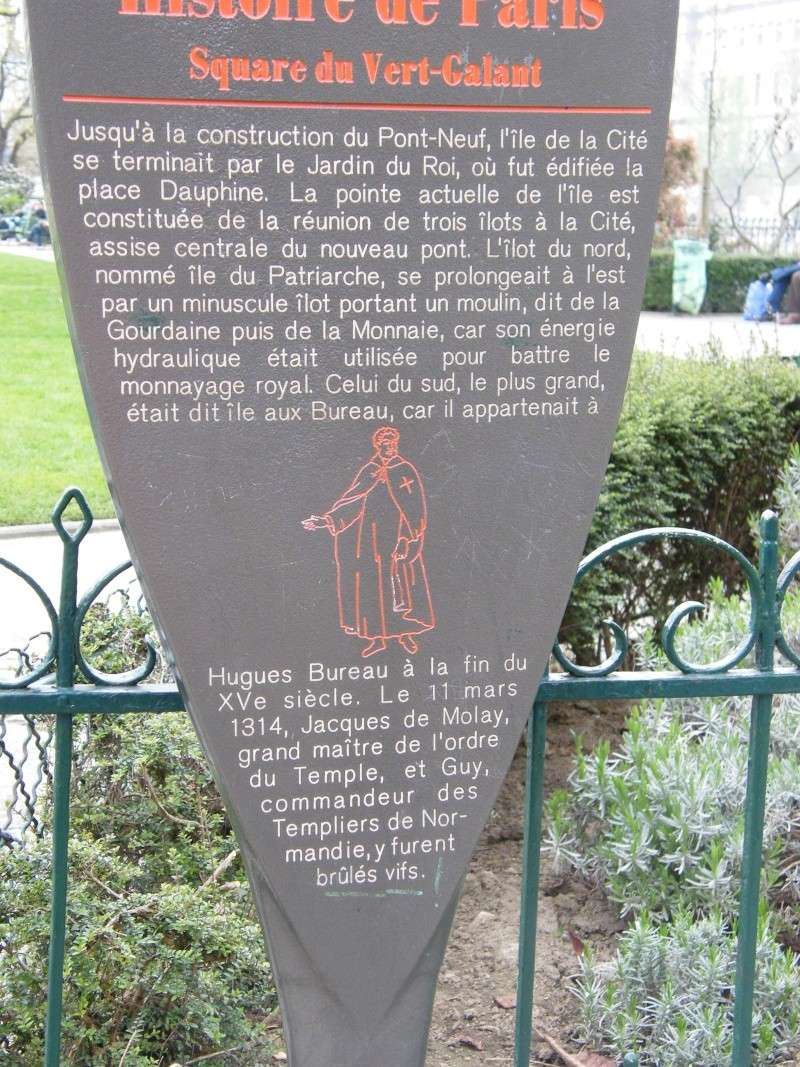 Histoire de Paris
Square du Vert-Galant
Jusqu'à la construction du Pont-Neuf, l'île de la Cité
se terminait par le Jardin du Roi, où fut édifiée la
place Dauphine. La pointe actuelle de l'île est
constituée de la réunion de trois îlots à la Cité,
assise centrale du nouveau pont. L'îlot du nord,
nommé île du Patriarche, se prolongeait à l'est
par un minuscule îlot portant un moulin, dit de la
Gourdaine puis de la Monnaie, car son énergie
hydraulique était utilisée pour battre le
monnayage royal. Celui du sud, le plus grand,
était dit île aux Bureau, car il appartenait à
Hugues Bureau à la fin du
XVe siècle. Le 11 mars
1314, Jacques de Molay,
grand maître de l'ordre
du Temple, et Guy,
commandeur des
Templiers de Nor-
mandie, y furent
brûlés vifs.